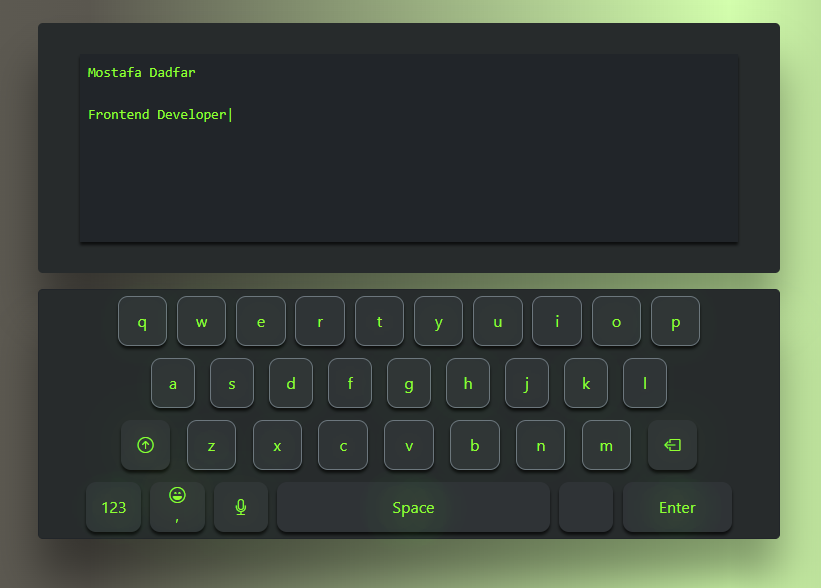 Mostafa Dadfar
Frontend Developer
q w e r t y u i o p
a s d f g h j k l
z x c v b n m
123 , Space Enter